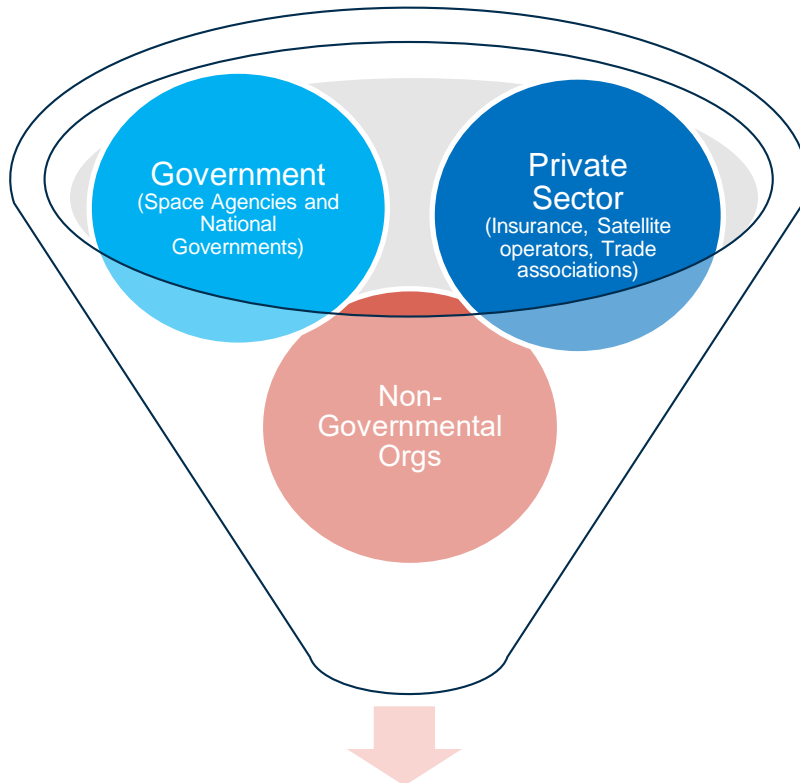 Government
(Space Agencies and
National
Governments)
Private
Sector
(Insurance, Satellite
operators, Trade
associations)
Non-
Governmental
Orgs